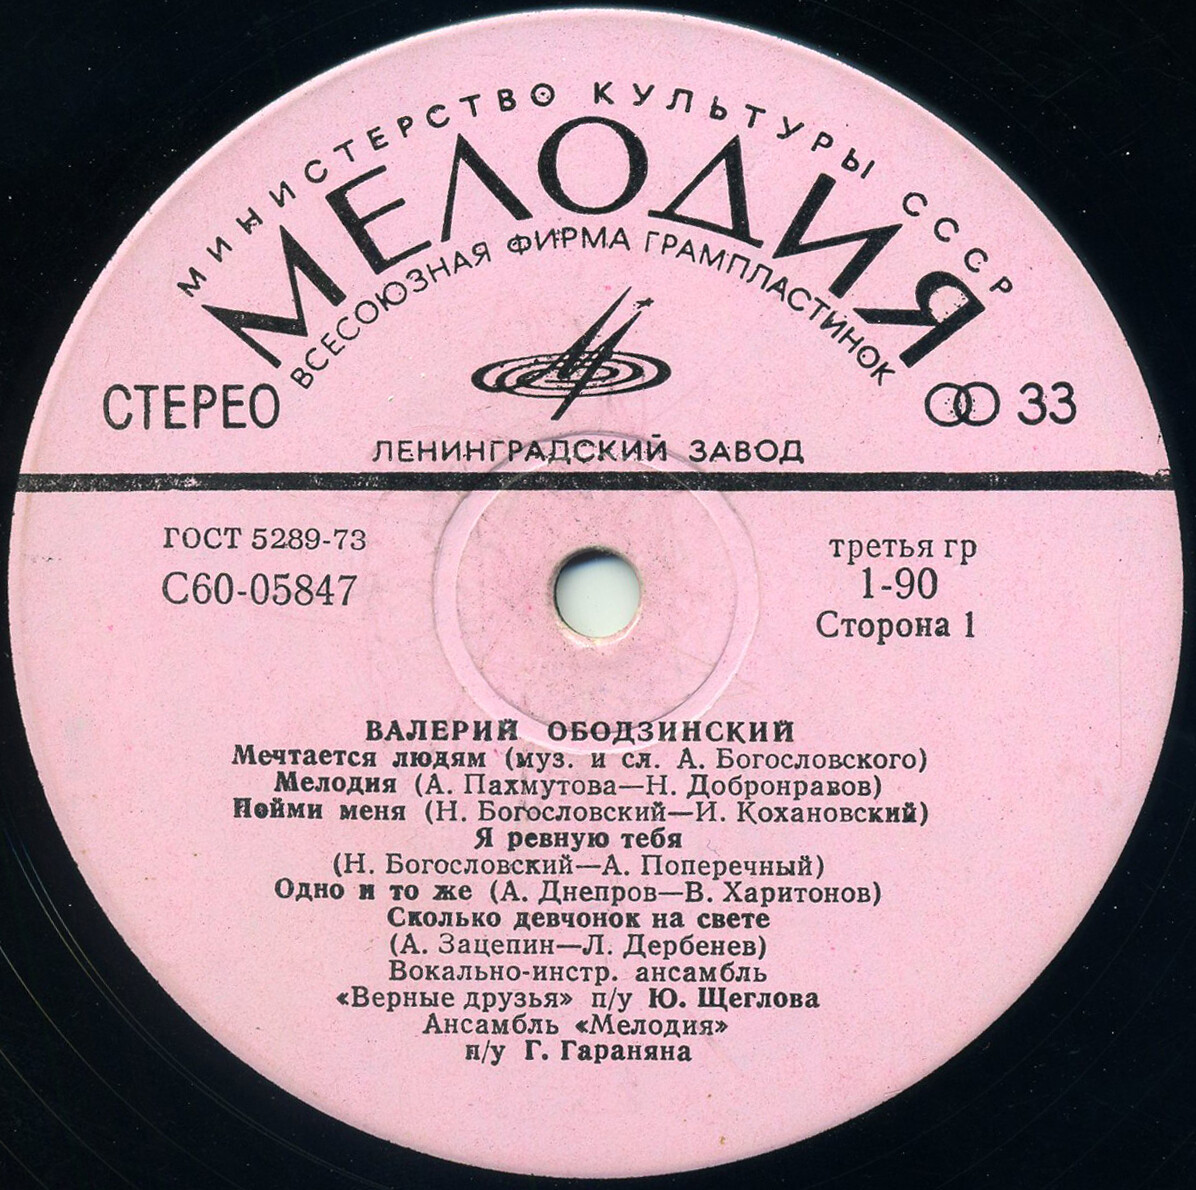 МИНИСТЕРСТВО КУЛЬТУРЫ СССР
МЕЛОДИЯ
ВСЕСОЮЗНАЯ ФИРМА ГРАМПЛАСТИНОК
СТЕРЕО
33
ЛЕНИНГРАДСКИЙ ЗАВОД
ГОСТ 5289-73
С60-05847
третья гр
1-90
Сторона 1
ВАЛЕРИЙ ОБОДЗИНСКИЙ
Мечтается людям (муз. и сл. А. Богословского)
Мелодия (А. Пахмутова—Н. Добронравов)
Пойми меня (Н. Богословский—И. Кохановский)
Я ревную тебя
(Н. Богословский—А. Поперечный)
Одно и то же (А. Днепров—В. Харитонов)
Сколько девчонок на свете
(А. Зацепин—Л. Дербенев)
Вокально-инстр. ансамбль
«Верные друзья» п/у Ю. Щеглова
Ансамбль «Мелодия»
п/у Г. Гараняна